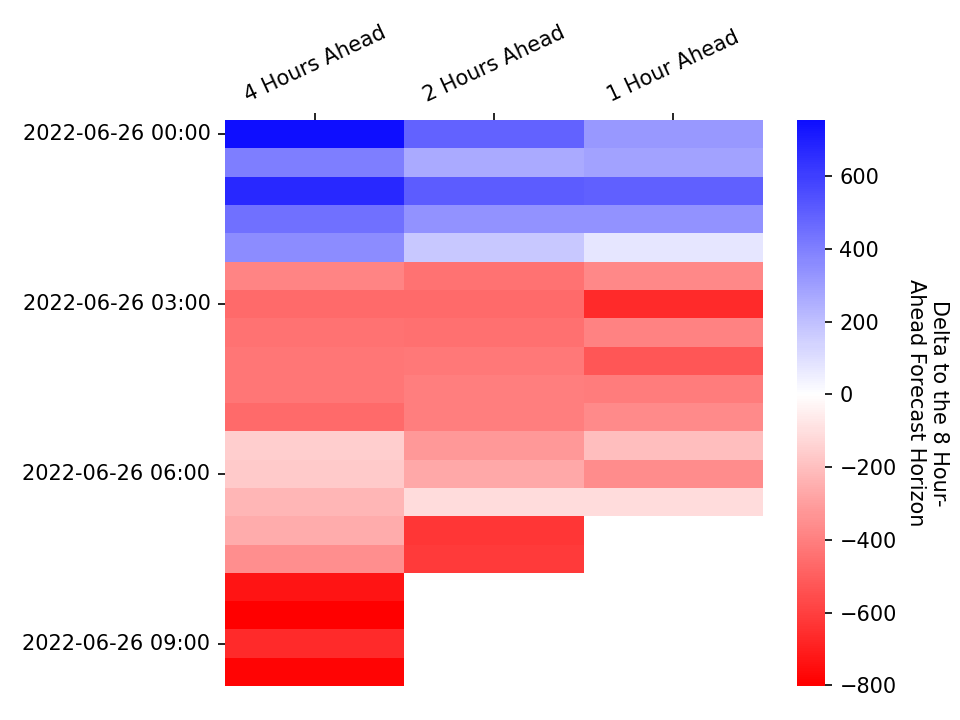 4 Hours Ahead
2 Hours Ahead
1 Hour Ahead
2022-06-26 00:00
2022-06-26 03:00
2022-06-26 06:00
2022-06-26 09:00
600
400
200
0
−200
−400
−600
−800
Delta to the 8 Hour-
Ahead Forecast Horizon